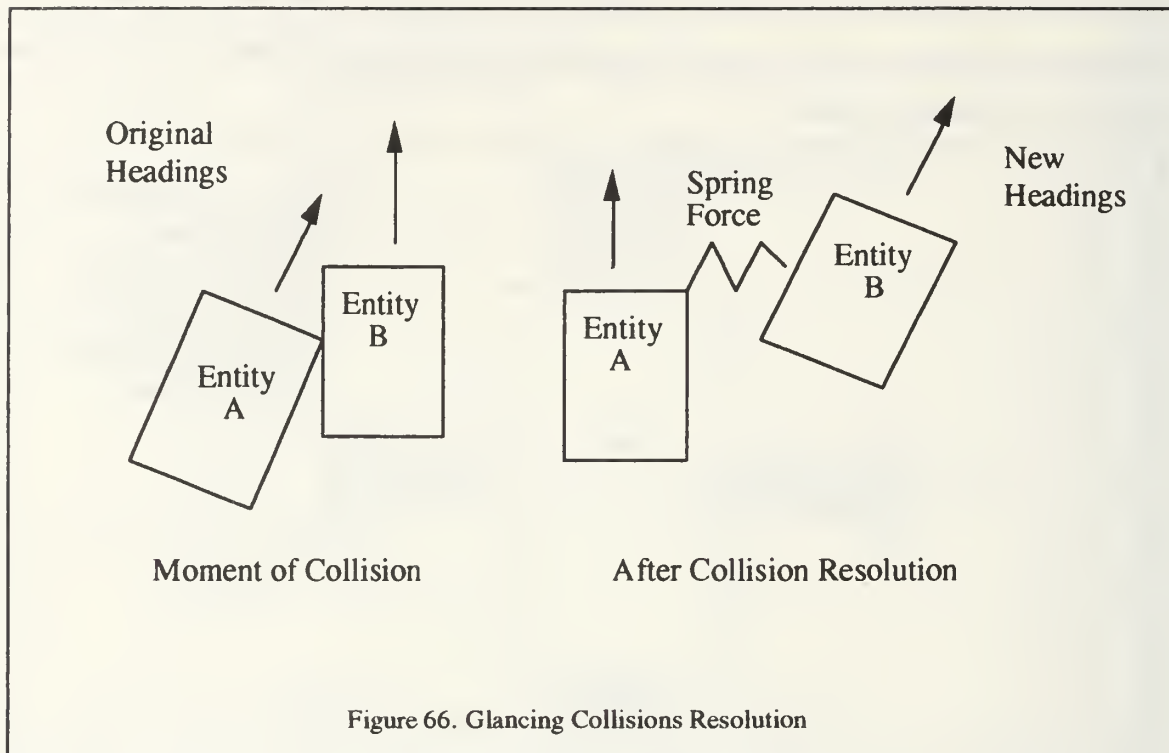 Original
Headings
Entity
A
Entity
B
Moment of Collision
Spring
Force
New
Headings
Entity
A
Entity
B
After Collision Resolution
Figure 66. Glancing Collisions Resolution